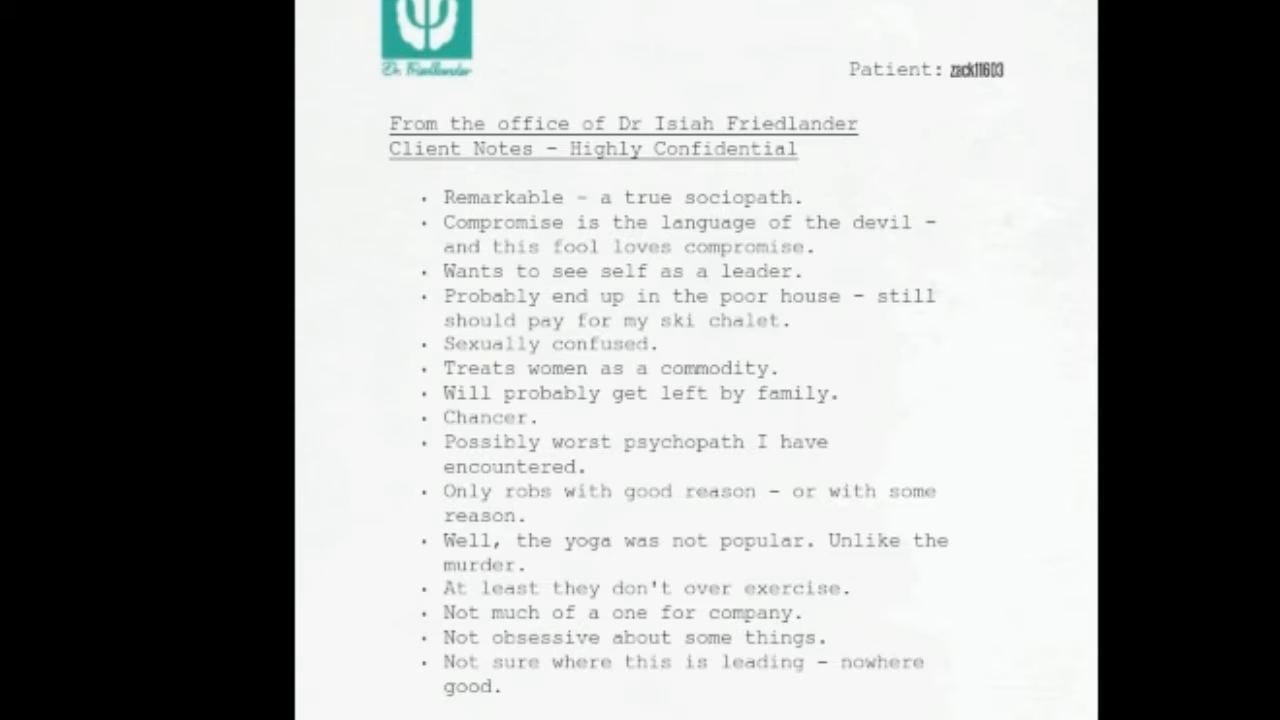 Dr. Friedlander
Patient: zack11603
From the office of Dr Isiah Friedlander
Client Notes - Highly Confidential
• Remarkable - a true sociopath.
• Compromise is the language of the devil -
and this fool loves compromise.
• Wants to see self as a leader.
• Probably end up in the poor house - still
should pay for my ski chalet.
• Sexually confused.
• Treats women as a commodity.
• Will probably get left by family.
• Chancer.
• Possibly worst psychopath I have
encountered.
• Only robs with good reason - or with some
reason.
• Well, the yoga was not popular. Unlike the
murder.
• At least they don't over exercise.
• Not much of a one for company.
• Not obsessive about some things.
• Not sure where this is leading - nowhere
good.